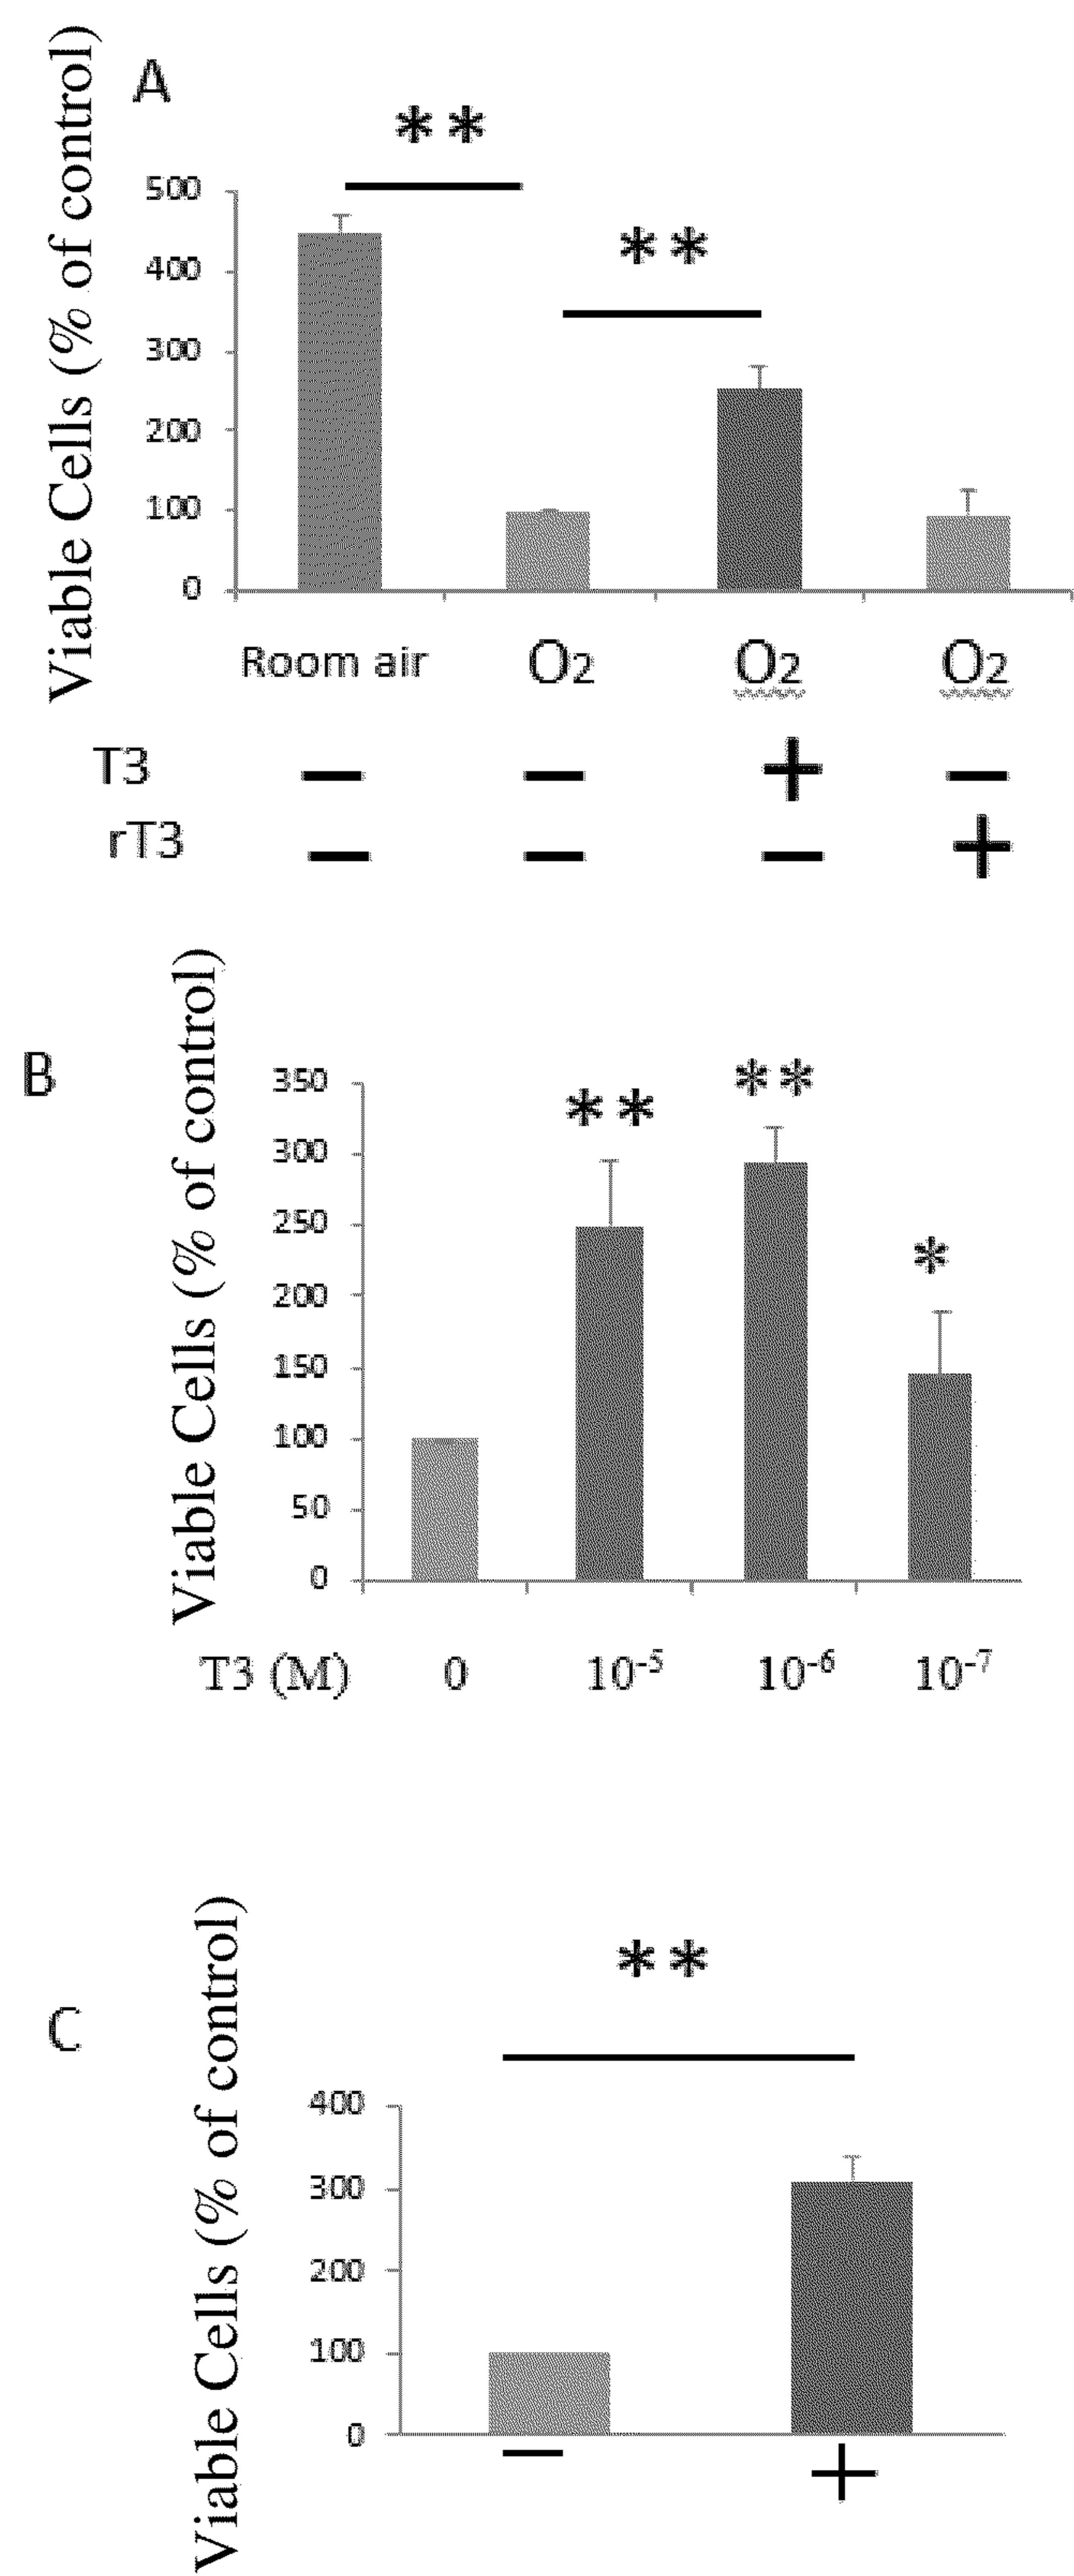 A
**
500
**
400
300
200
100
0
Viable Cells (% of control)
Room air O2 O2 O2
T3 − − + −
rT3 − − − +
B
Viable Cells (% of control)
350
**
**
300
250
*
200
150
100
50
0
T3 (M) 0 10-5 10-6 10-7
C
Viable Cells (% of control)
**
400
300
200
100
0
− +